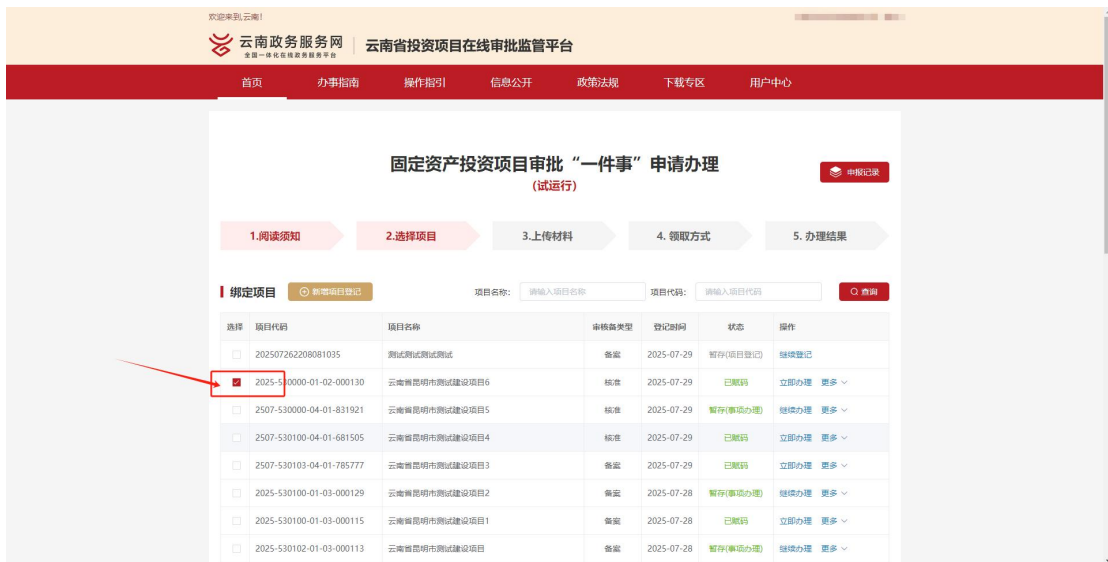 欢迎来到,云南!
云南政务服务网 云南省投资项目在线审批监管平台
全国一体化在线政务服务平台
首页 办事指南 操作指引 信息公开 政策法规 下载专区 用户中心
固定资产投资项目审批“一件事”申请办理
(试运行)
申报记录
1.阅读须知 2.选择项目 3.上传材料 4. 领取方式 5. 办理结果
绑定项目 新增项目登记 项目名称: 请输入项目名称 项目代码: 请输入项目代码 查询
选择 项目代码 项目名称 审核备类型 登记时间 状态 操作
202507262208081035 测试测试测试测试 备案 2025-07-29 暂存(项目登记) 继续登记
2025-530000-01-02-000130 云南省昆明市测试建设项目6 核准 2025-07-29 已赋码 立即办理 更多
2507-530000-04-01-831921 云南省昆明市测试建设项目5 核准 2025-07-29 暂存(事项办理) 继续办理 更多
2507-530100-04-01-681505 云南省昆明市测试建设项目4 核准 2025-07-29 已赋码 立即办理 更多
2507-530103-04-01-785777 云南省昆明市测试建设项目3 备案 2025-07-29 已赋码 立即办理 更多
2025-530100-01-03-000129 云南省昆明市测试建设项目2 备案 2025-07-28 暂存(事项办理) 继续办理 更多
2025-530100-01-03-000115 云南省昆明市测试建设项目1 备案 2025-07-28 已赋码 立即办理 更多
2025-530102-01-03-000113 云南省昆明市测试建设项目 备案 2025-07-28 暂存(事项办理) 继续办理 更多